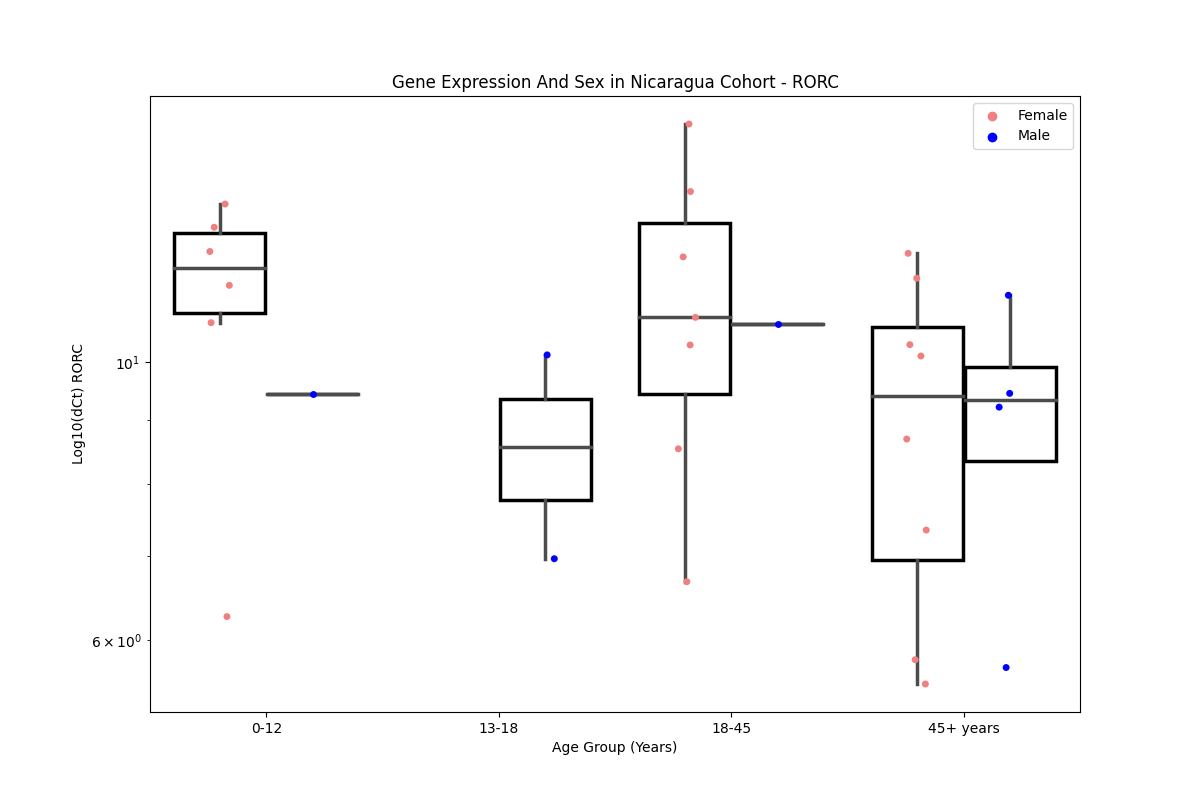 Gene Expression And Sex in Nicaragua Cohort - RORC
Female
Male
Log10(dCt) RORC
10¹
6 × 10⁰
0-12
13-18
18-45
45+ years
Age Group (Years)